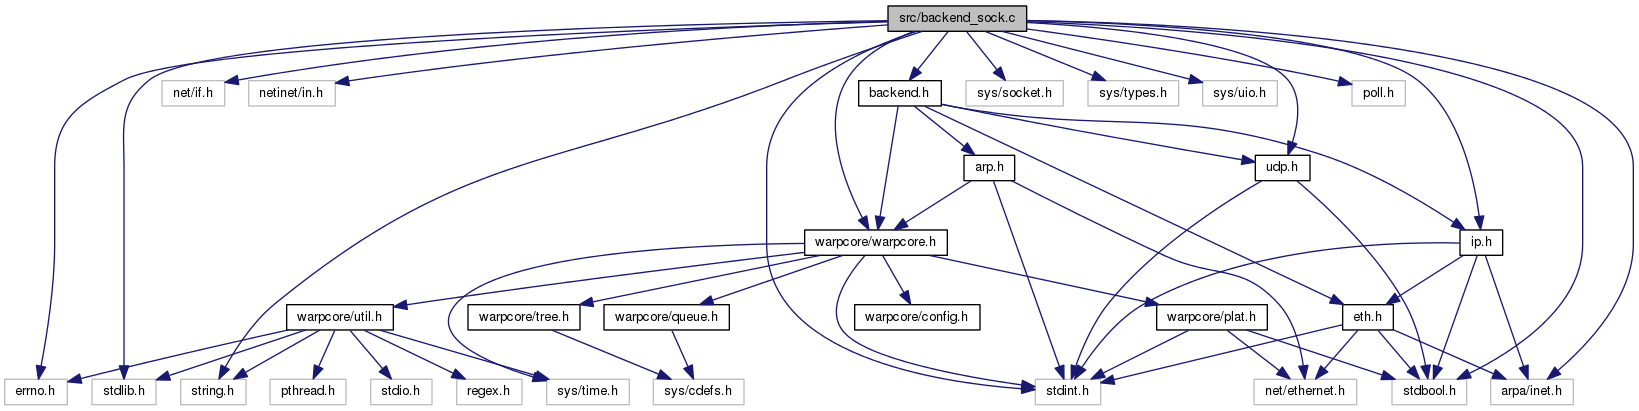 src/backend_sock.c
net/if.h
netinet/in.h
backend.h
sys/socket.h
sys/types.h
sys/uio.h
poll.h
arp.h
udp.h
warpcore/warpcore.h
ip.h
warpcore/util.h
warpcore/tree.h
warpcore/queue.h
warpcore/config.h
warpcore/plat.h
eth.h
errno.h
stdlib.h
string.h
pthread.h
stdio.h
regex.h
sys/time.h
sys/cdefs.h
stdint.h
net/ethernet.h
stdbool.h
arpa/inet.h